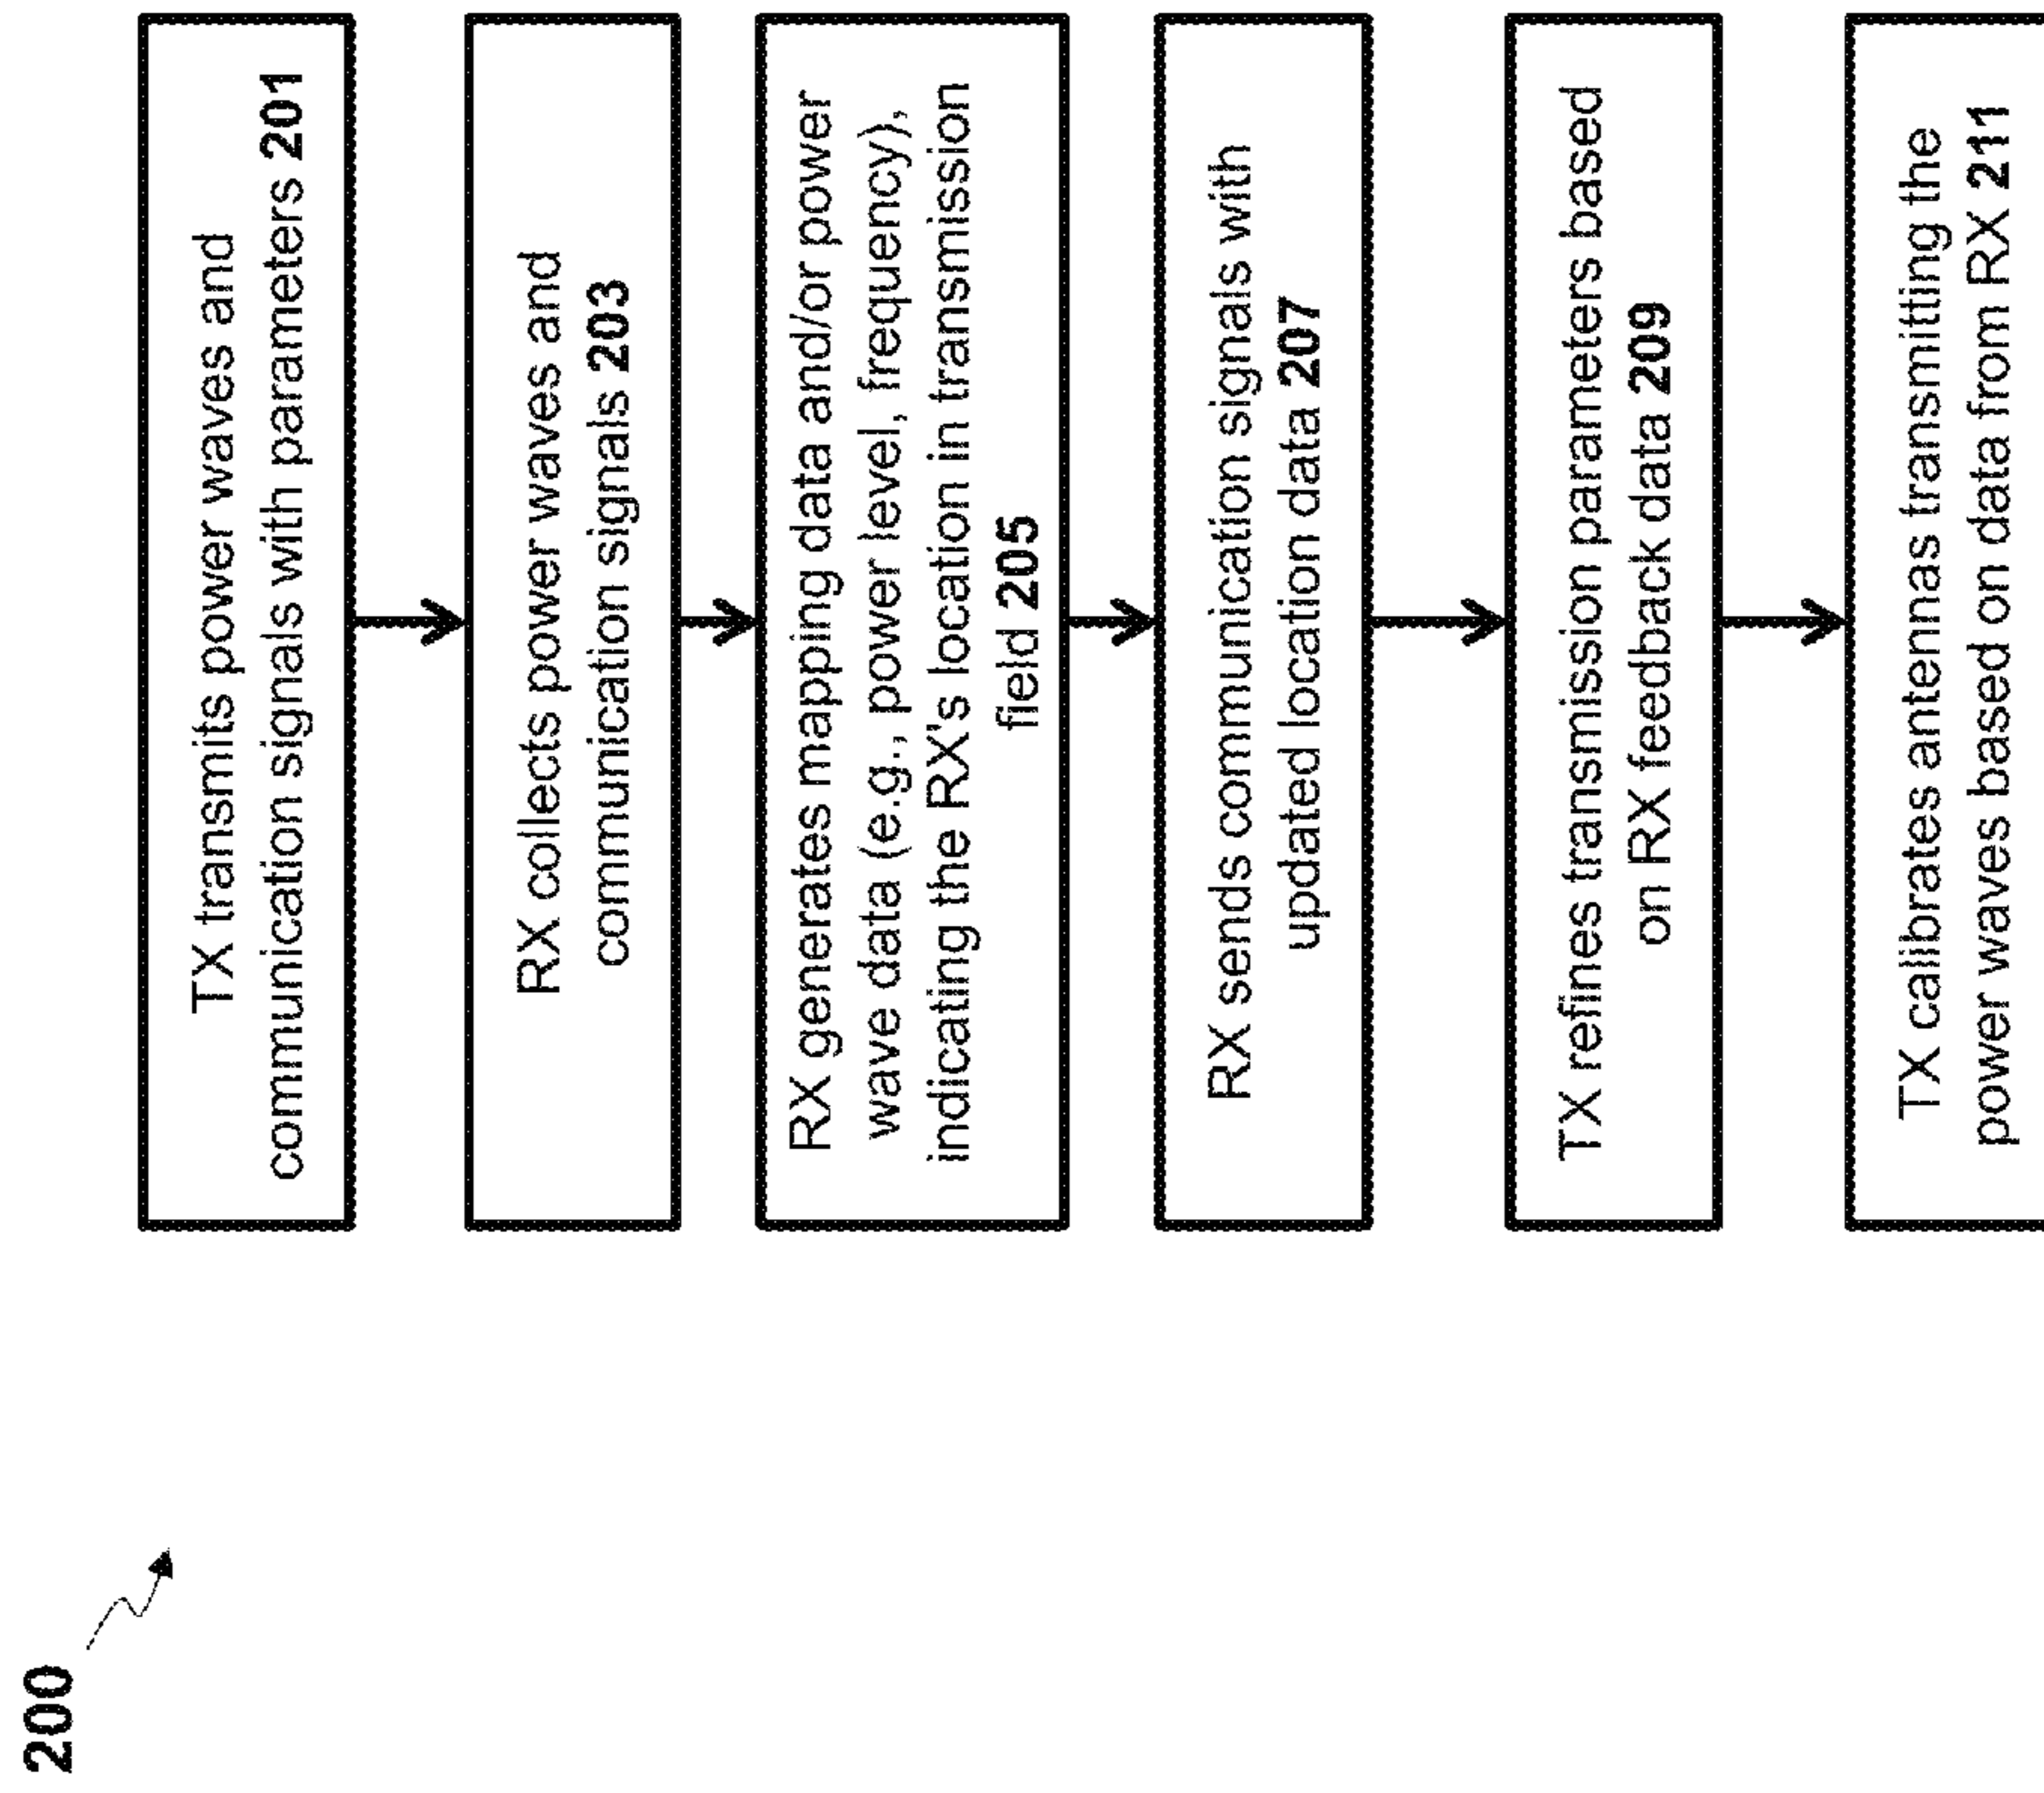 200
TX transmits power waves and
communication signals with parameters 201
RX collects power waves and
communication signals 203
RX generates mapping data and/or power
wave data (e.g., power level, frequency),
indicating the RX's location in transmission
field 205
RX sends communication signals with
updated location data 207
TX refines transmission parameters based
on RX feedback data 209
TX calibrates antennas transmitting the
power waves based on data from RX 211